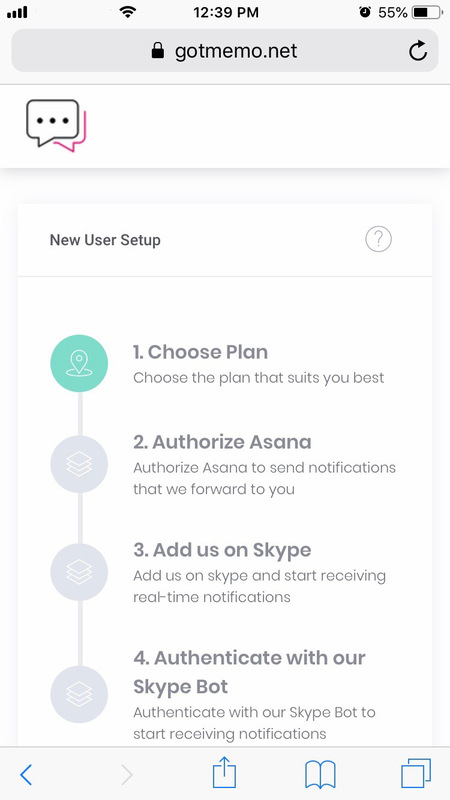 12:39 PM
55%
gotmemo.net
New User Setup
?
1. Choose Plan
Choose the plan that suits you best
2. Authorize Asana
Authorize Asana to send notifications
that we forward to you
3. Add us on Skype
Add us on skype and start receiving
real-time notifications
4. Authenticate with our
Skype Bot
Authenticate with our Skype Bot to
start receiving notifications